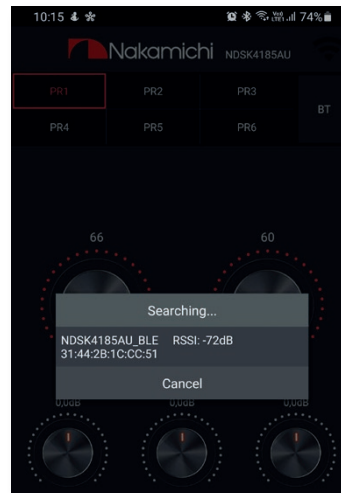 10:15
74%
Nakamichi NDSK4185AU
PR1 PR2 PR3
BT
PR4 PR5 PR6
66 60
Searching...
NDSK4185AU_BLE RSSI: -72dB
31:44:2B:1C:CC:51
Cancel
0,0dB 0,0dB 0,0dB